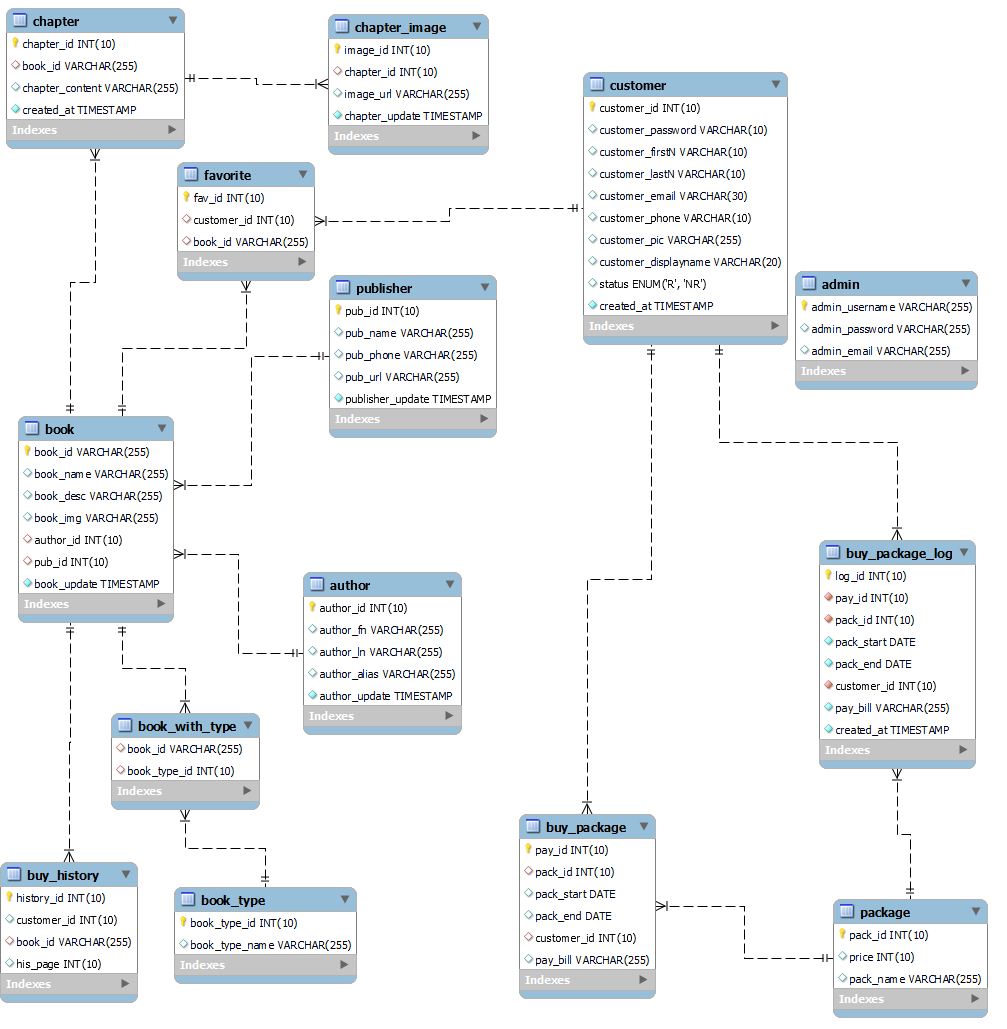 chapter
chapter_id INT(10)
book_id VARCHAR(255)
chapter_content VARCHAR(255)
created_at TIMESTAMP
Indexes
chapter_image
image_id INT(10)
chapter_id INT(10)
image_url VARCHAR(255)
chapter_update TIMESTAMP
Indexes
customer
customer_id INT(10)
customer_password VARCHAR(10)
customer_firstN VARCHAR(10)
customer_lastN VARCHAR(10)
customer_email VARCHAR(30)
customer_phone VARCHAR(10)
customer_pic VARCHAR(255)
customer_displayname VARCHAR(20)
status ENUM('R', 'NR')
created_at TIMESTAMP
Indexes
favorite
fav_id INT(10)
customer_id INT(10)
book_id VARCHAR(255)
Indexes
publisher
pub_id INT(10)
pub_name VARCHAR(255)
pub_phone VARCHAR(255)
pub_url VARCHAR(255)
publisher_update TIMESTAMP
Indexes
admin
admin_username VARCHAR(255)
admin_password VARCHAR(255)
admin_email VARCHAR(255)
Indexes
book
book_id VARCHAR(255)
book_name VARCHAR(255)
book_desc VARCHAR(255)
book_img VARCHAR(255)
author_id INT(10)
pub_id INT(10)
book_update TIMESTAMP
Indexes
author
author_id INT(10)
author_fn VARCHAR(255)
author_ln VARCHAR(255)
author_alias VARCHAR(255)
author_update TIMESTAMP
Indexes
buy_package_log
log_id INT(10)
pay_id INT(10)
pack_id INT(10)
pack_start DATE
pack_end DATE
customer_id INT(10)
pay_bill VARCHAR(255)
created_at TIMESTAMP
Indexes
book_with_type
book_id VARCHAR(255)
book_type_id INT(10)
Indexes
buy_package
pay_id INT(10)
pack_id INT(10)
pack_start DATE
pack_end DATE
customer_id INT(10)
pay_bill VARCHAR(255)
Indexes
buy_history
history_id INT(10)
customer_id INT(10)
book_id VARCHAR(255)
his_page INT(10)
Indexes
book_type
book_type_id INT(10)
book_type_name VARCHAR(255)
Indexes
package
pack_id INT(10)
price INT(10)
pack_name VARCHAR(255)
Indexes